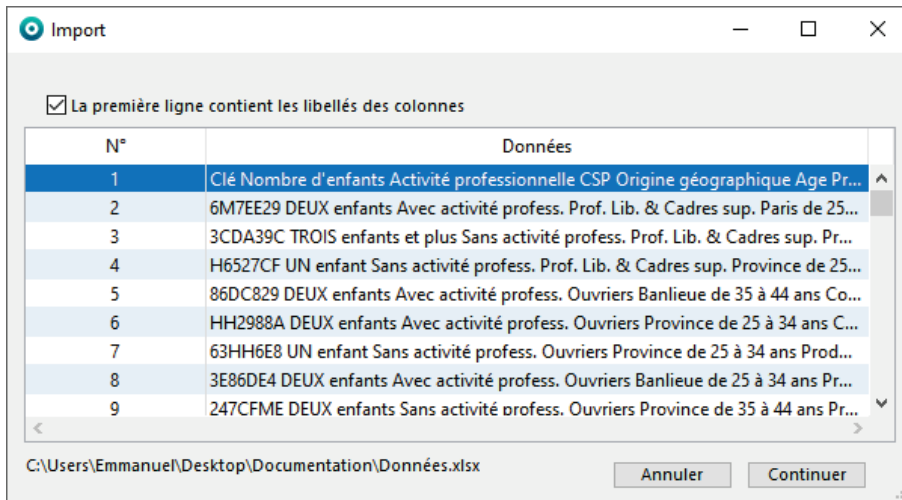 Import
La première ligne contient les libellés des colonnes
N° Données
1 Clé Nombre d'enfants Activité professionnelle CSP Origine géographique Age Pr...
2 6M7EE29 DEUX enfants Avec activité profess. Prof. Lib. & Cadres sup. Paris de 25...
3 3CDA39C TROIS enfants et plus Sans activité profess. Prof. Lib. & Cadres sup. Pr...
4 H6527CF UN enfant Sans activité profess. Prof. Lib. & Cadres sup. Province de 25...
5 86DC829 DEUX enfants Avec activité profess. Ouvriers Banlieue de 35 à 44 ans Co...
6 HH2988A DEUX enfants Avec activité profess. Ouvriers Province de 25 à 34 ans C...
7 63HH6E8 UN enfant Sans activité profess. Ouvriers Province de 25 à 34 ans Prod...
8 3E86DE4 DEUX enfants Avec activité profess. Ouvriers Banlieue de 25 à 34 ans Pr...
9 247CFME DEUX enfants Sans activité profess. Ouvriers Province de 35 à 44 ans Pr...
C:\Users\Emmanuel\Desktop\Documentation\Données.xlsx
Annuler Continuer